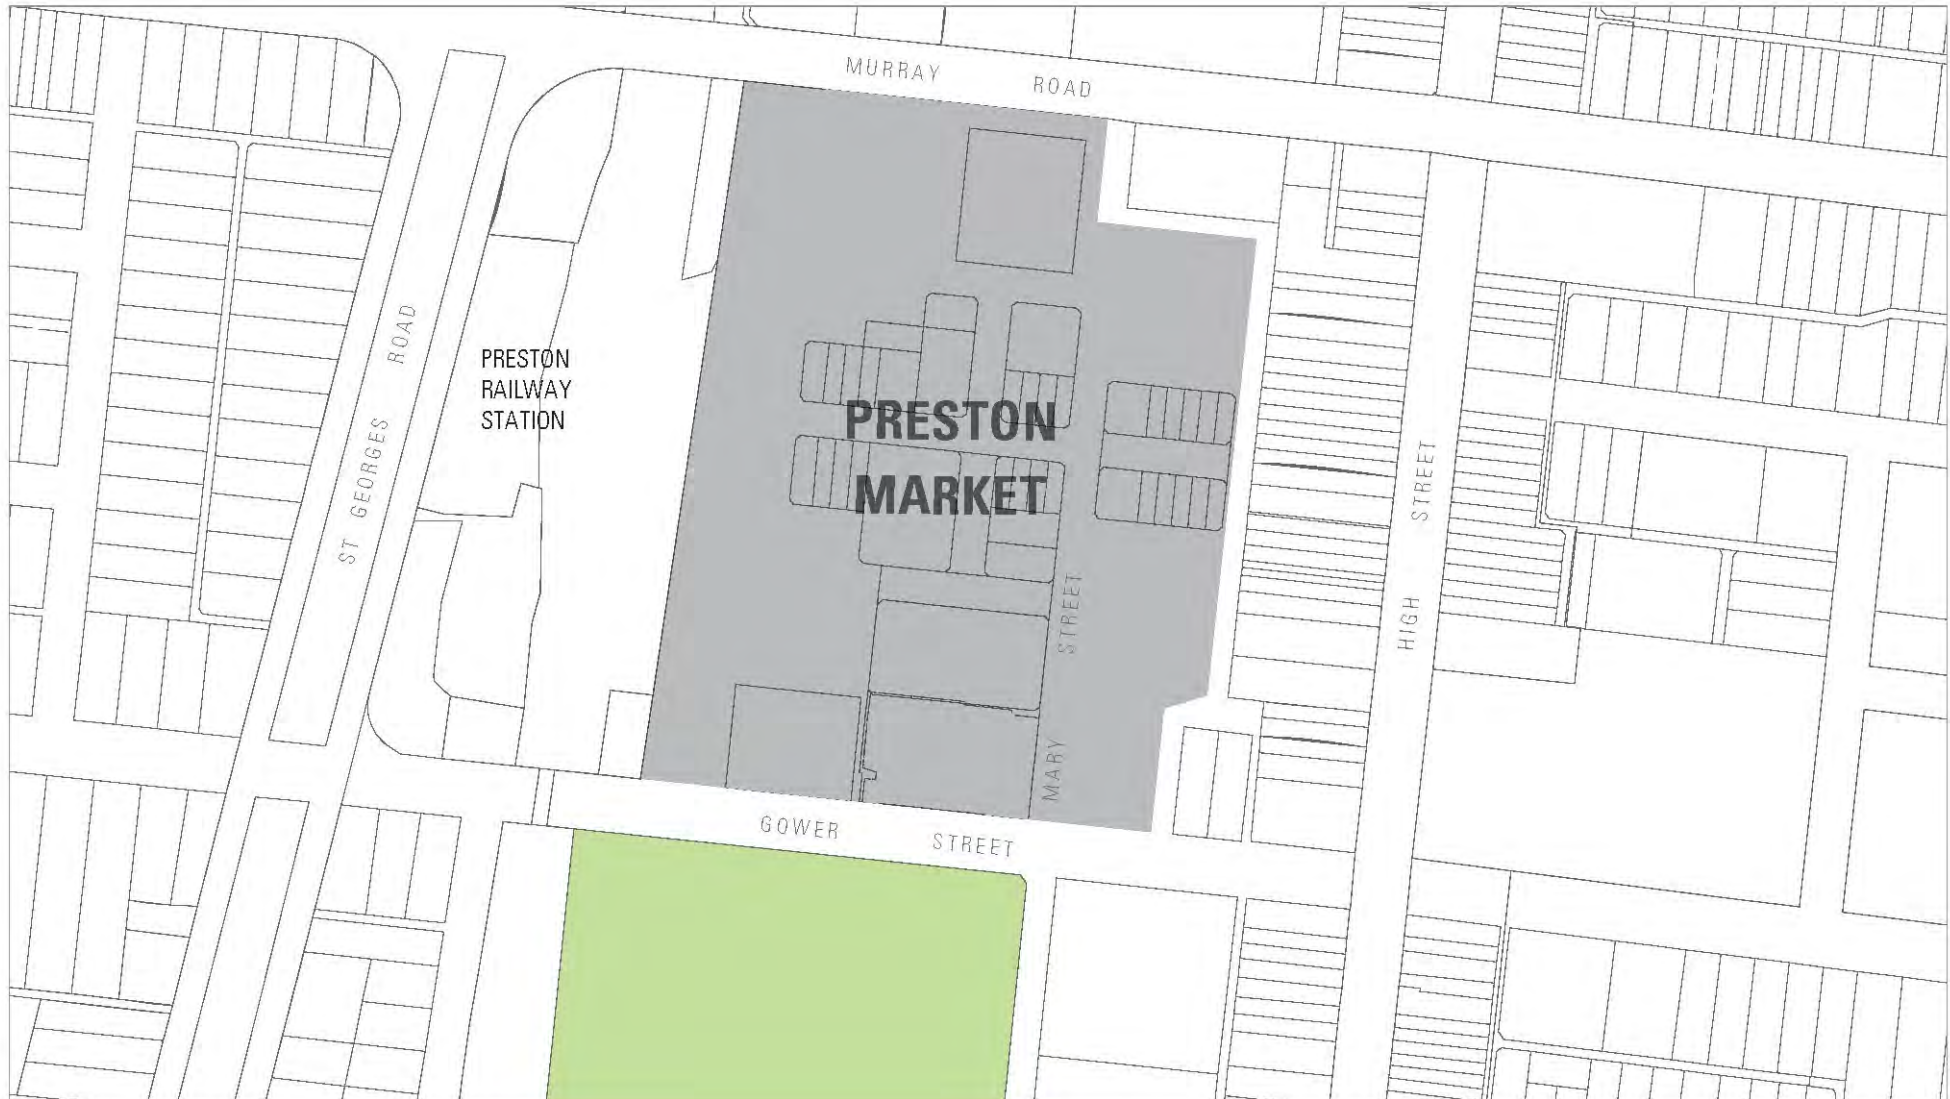 MURRAY ROAD
ST GEORGES ROAD
PRESTON
RAILWAY
STATION
PRESTON
MARKET
HIGH STREET
MARY STREET
GOWER STREET